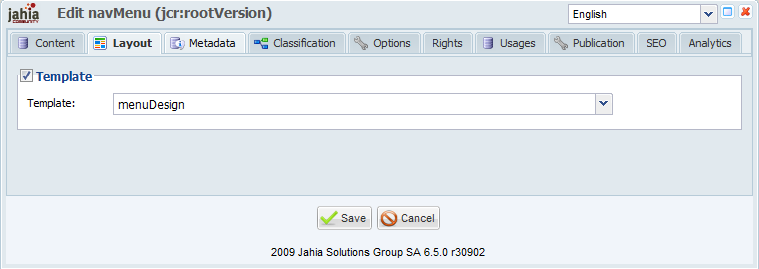 jahia COMMUNITY Edit navMenu (jcr:rootVersion) English
Content Layout Metadata Classification Options Rights Usages Publication SEO Analytics
Template
Template: menuDesign
Save Cancel
2009 Jahia Solutions Group SA 6.5.0 r30902